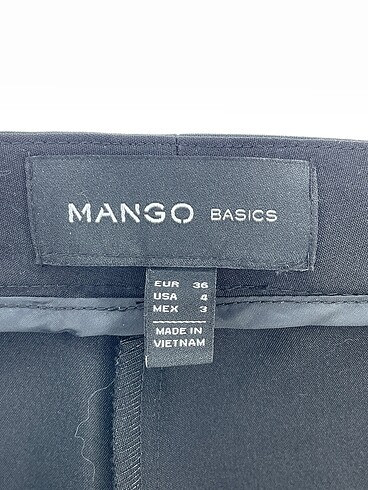 MANGO BASICS
EUR 36
USA 4
MEX 3
MADE IN
VIETNAM